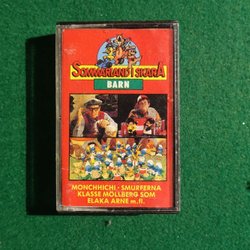 SOMMARLAND I SKARA
BARN
MONCHHICHI · SMURFERNA
KLASSE MÖLLBERG SOM
ELAKA ARNE m.fl.